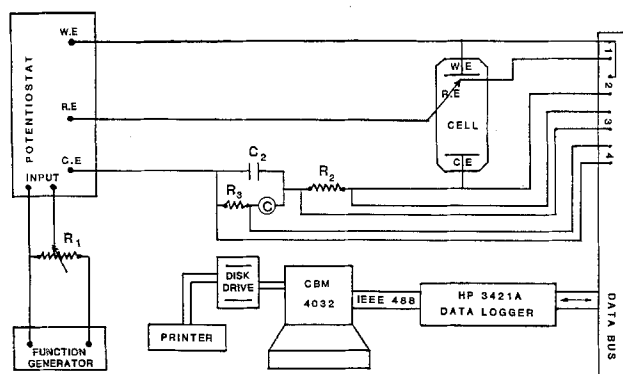 W.E
R.E
C.E
POTENTIOSTAT
INPUT
R1
FUNCTION
GENERATOR
C2
R3
C
R2
W.E
R.E
CELL
C.E
1
2
3
4
DATA BUS
DISK
DRIVE
PRINTER
CBM
4032
IEEE 488
HP 3421A
DATA LOGGER